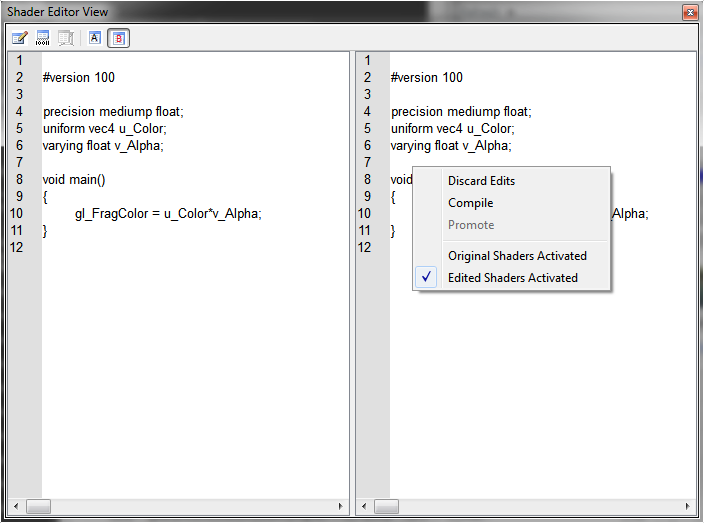 Shader Editor View
A B
1
2 #version 100
3
4 precision mediump float;
5 uniform vec4 u_Color;
6 varying float v_Alpha;
7
8 void main()
9 {
10 gl_FragColor = u_Color*v_Alpha;
11 }
12
1
2 #version 100
3
4 precision mediump float;
5 uniform vec4 u_Color;
6 varying float v_Alpha;
7
8 void
9 {
10 Alpha;
11 }
12
Discard Edits
Compile
Promote
Original Shaders Activated
Edited Shaders Activated